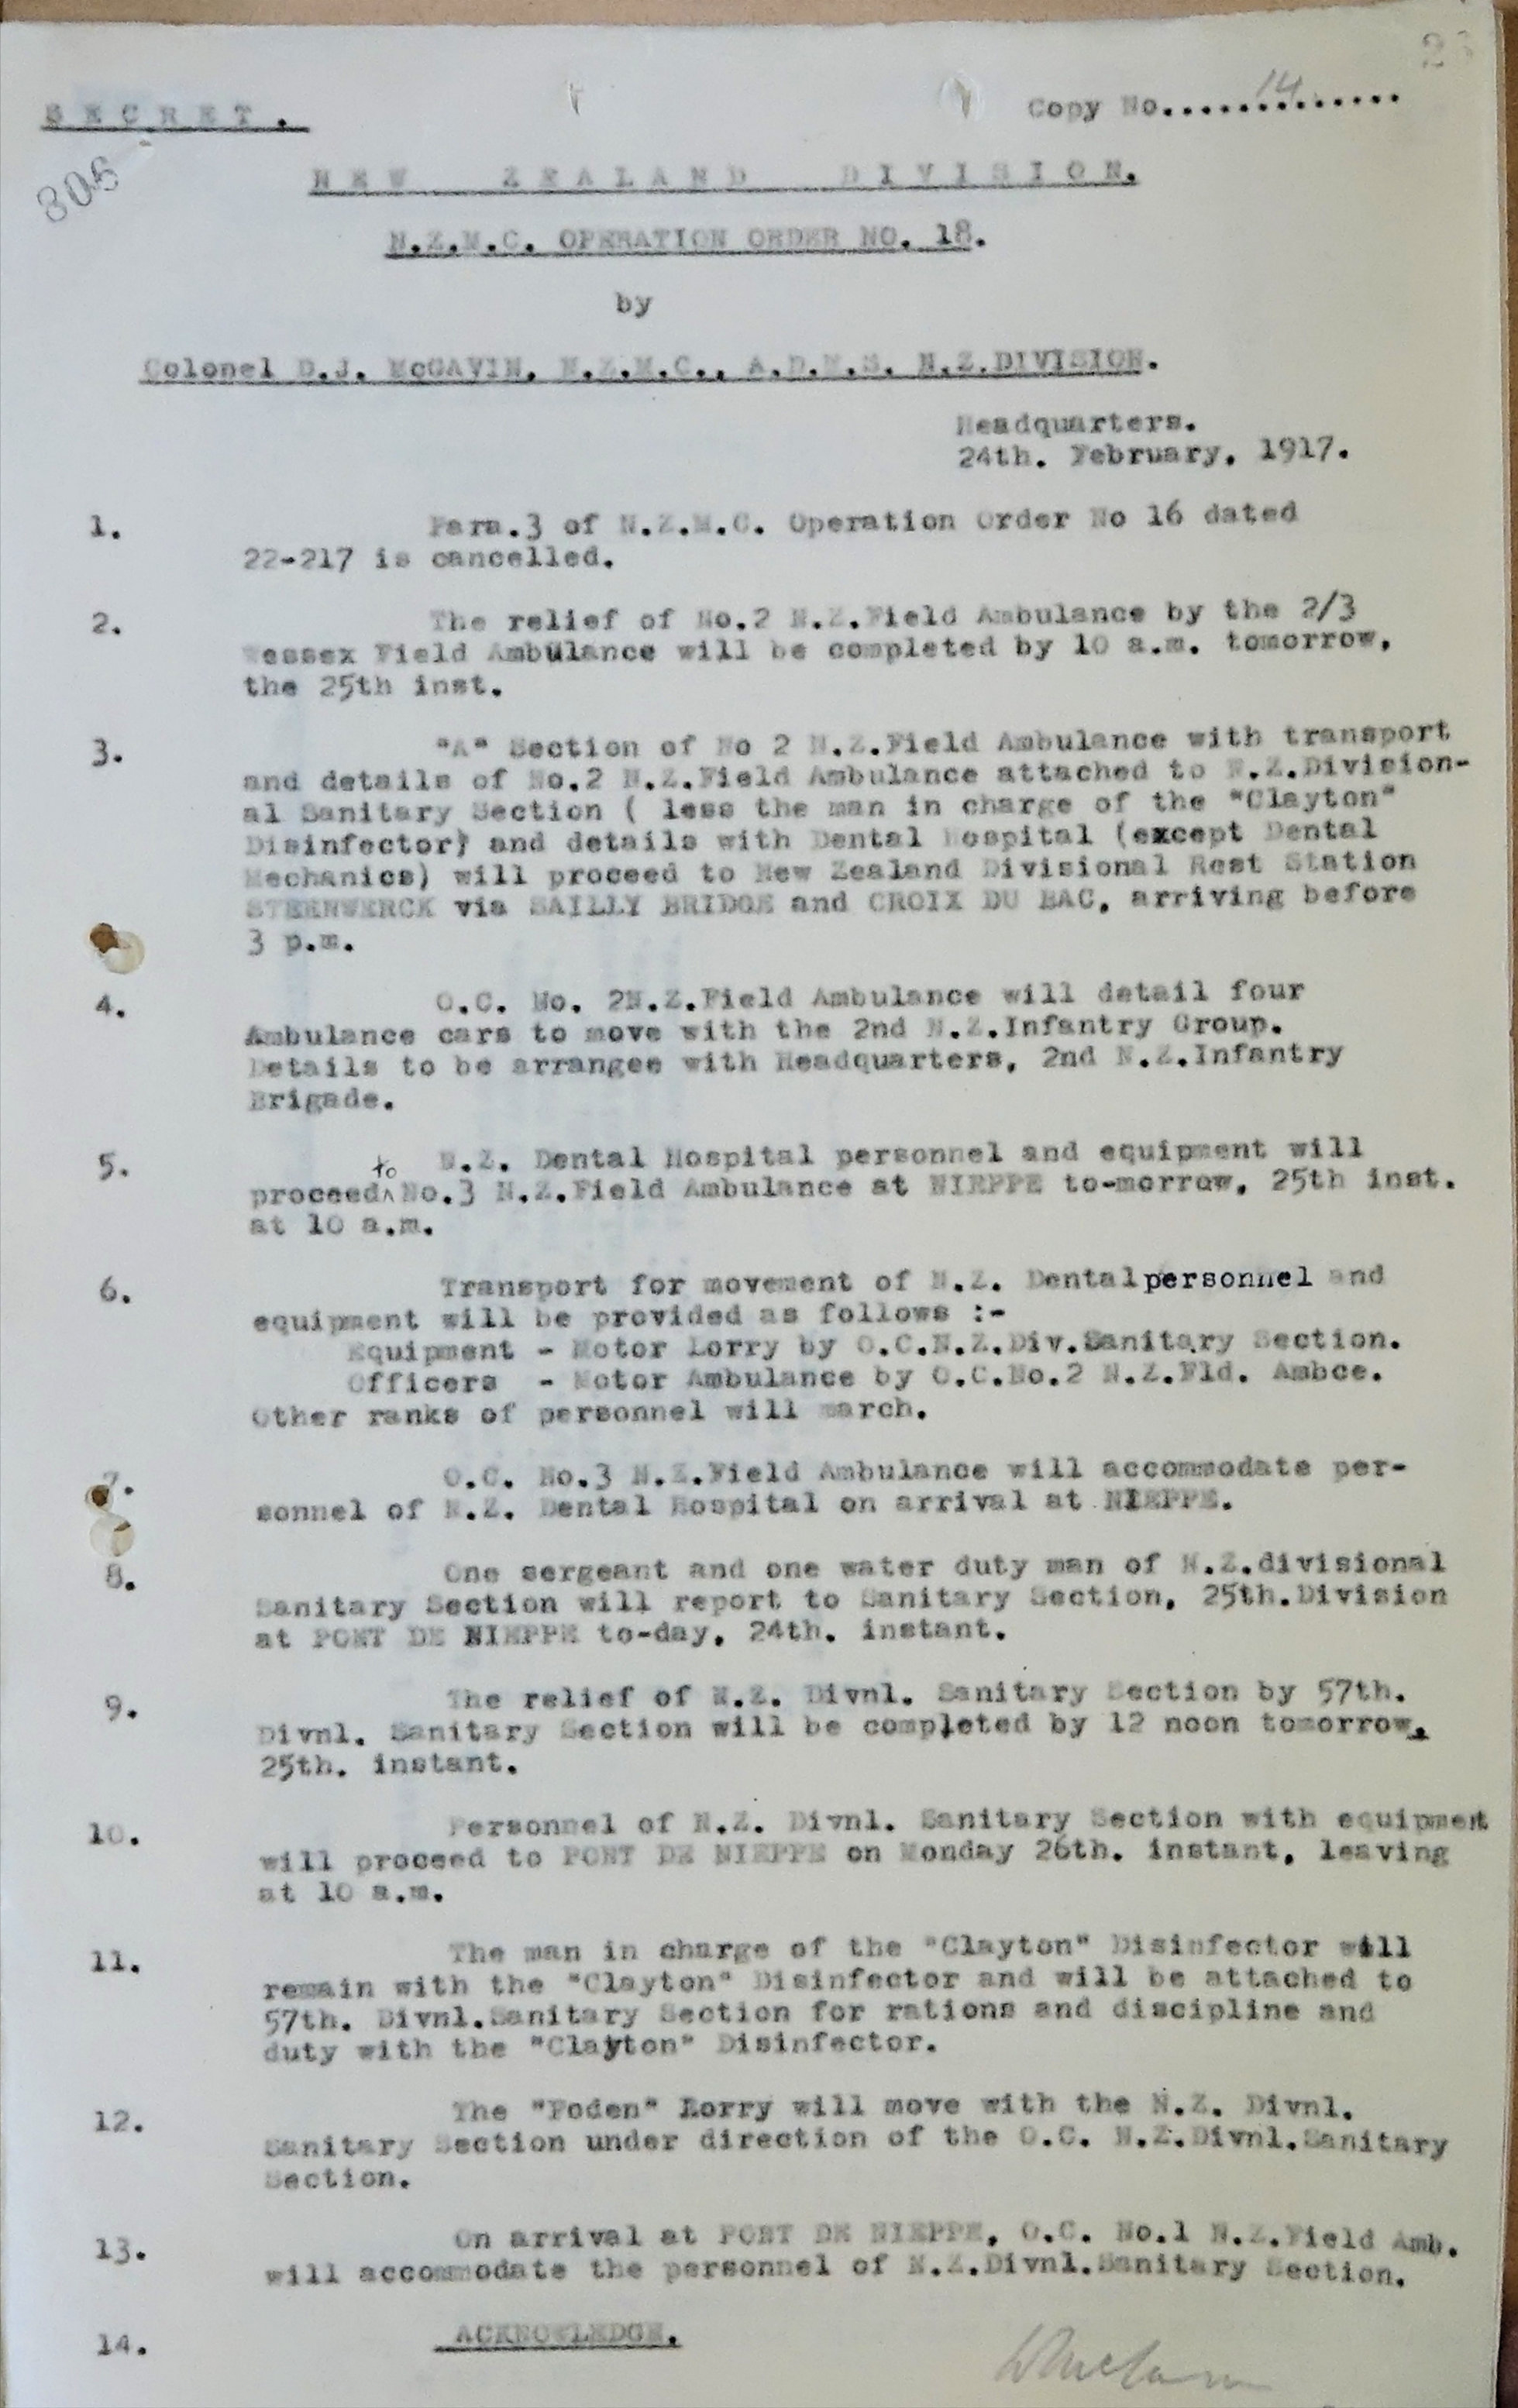 SECRET.
Copy No. 14
306
NEW ZEALAND DIVISION.
N.Z.M.C. OPERATION ORDER NO. 18.
by
Colonel D.J. McGAVIN, N.Z.M.C., A.D.M.S. N.Z.DIVISION.
Headquarters.
24th. February, 1917.
1. Para.3 of N.Z.M.C. Operation Order No 16 dated
22-217 is cancelled.
2. The relief of No.2 N.Z.Field Ambulance by the 2/3
Wessex Field Ambulance will be completed by 10 a.m. tomorrow,
the 25th inst.
3. "A" Section of No 2 N.Z.Field Ambulance with transport
and details of No.2 N.Z.Field Ambulance attached to N.Z.Division-
al Sanitary Section ( less the man in charge of the "Clayton"
Disinfector) and details with Dental Hospital (except Dental
Mechanics) will proceed to New Zealand Divisional Rest Station
STEENWERCK via SAILLY BRIDGE and CROIX DU BAC, arriving before
3 p.m.
4. O.C. No. 2N.Z.Field Ambulance will detail four
Ambulance cars to move with the 2nd N.Z.Infantry Group.
Details to be arrangee with Headquarters, 2nd N.Z.Infantry
Brigade.
5. N.Z. Dental Hospital personnel and equipment will
proceed to No.3 N.Z.Field Ambulance at NIEPPE to-morrow, 25th inst.
at 10 a.m.
6. Transport for movement of N.Z. Dental personnel and
equipment will be provided as follows :-
Equipment - Motor Lorry by O.C.N.Z.Div.Sanitary Section.
Officers - Motor Ambulance by O.C.No.2 N.Z.Fld. Ambce.
Other ranks of personnel will march.
7. O.C. No.3 N.Z.Field Ambulance will accommodate per-
sonnel of N.Z. Dental Hospital on arrival at NIEPPE.
8. One sergeant and one water duty man of N.Z.divisional
Sanitary Section will report to Sanitary Section, 25th.Division
at PONT DE NIEPPE to-day, 24th. instant.
9. The relief of N.Z. Divnl. Sanitary Section by 57th.
Divnl. Sanitary Section will be completed by 12 noon tomorrow,
25th. instant.
10. Personnel of N.Z. Divnl. Sanitary Section with equipment
will proceed to PONT DE NIEPPE on Monday 26th. instant, leaving
at 10 a.m.
11. The man in charge of the "Clayton" Disinfector will
remain with the "Clayton" Disinfector and will be attached to
57th. Divnl.Sanitary Section for rations and discipline and
duty with the "Clayton" Disinfector.
12. The "Foden" Lorry will move with the N.Z. Divnl.
Sanitary Section under direction of the O.C. N.Z.Divnl.Sanitary
Section.
13. On arrival at PONT DE NIEPPE, O.C. No.1 N.Z.Field Amb.
will accommodate the personnel of N.Z.Divnl.Sanitary Section.
14. ACKNOWLEDGE.